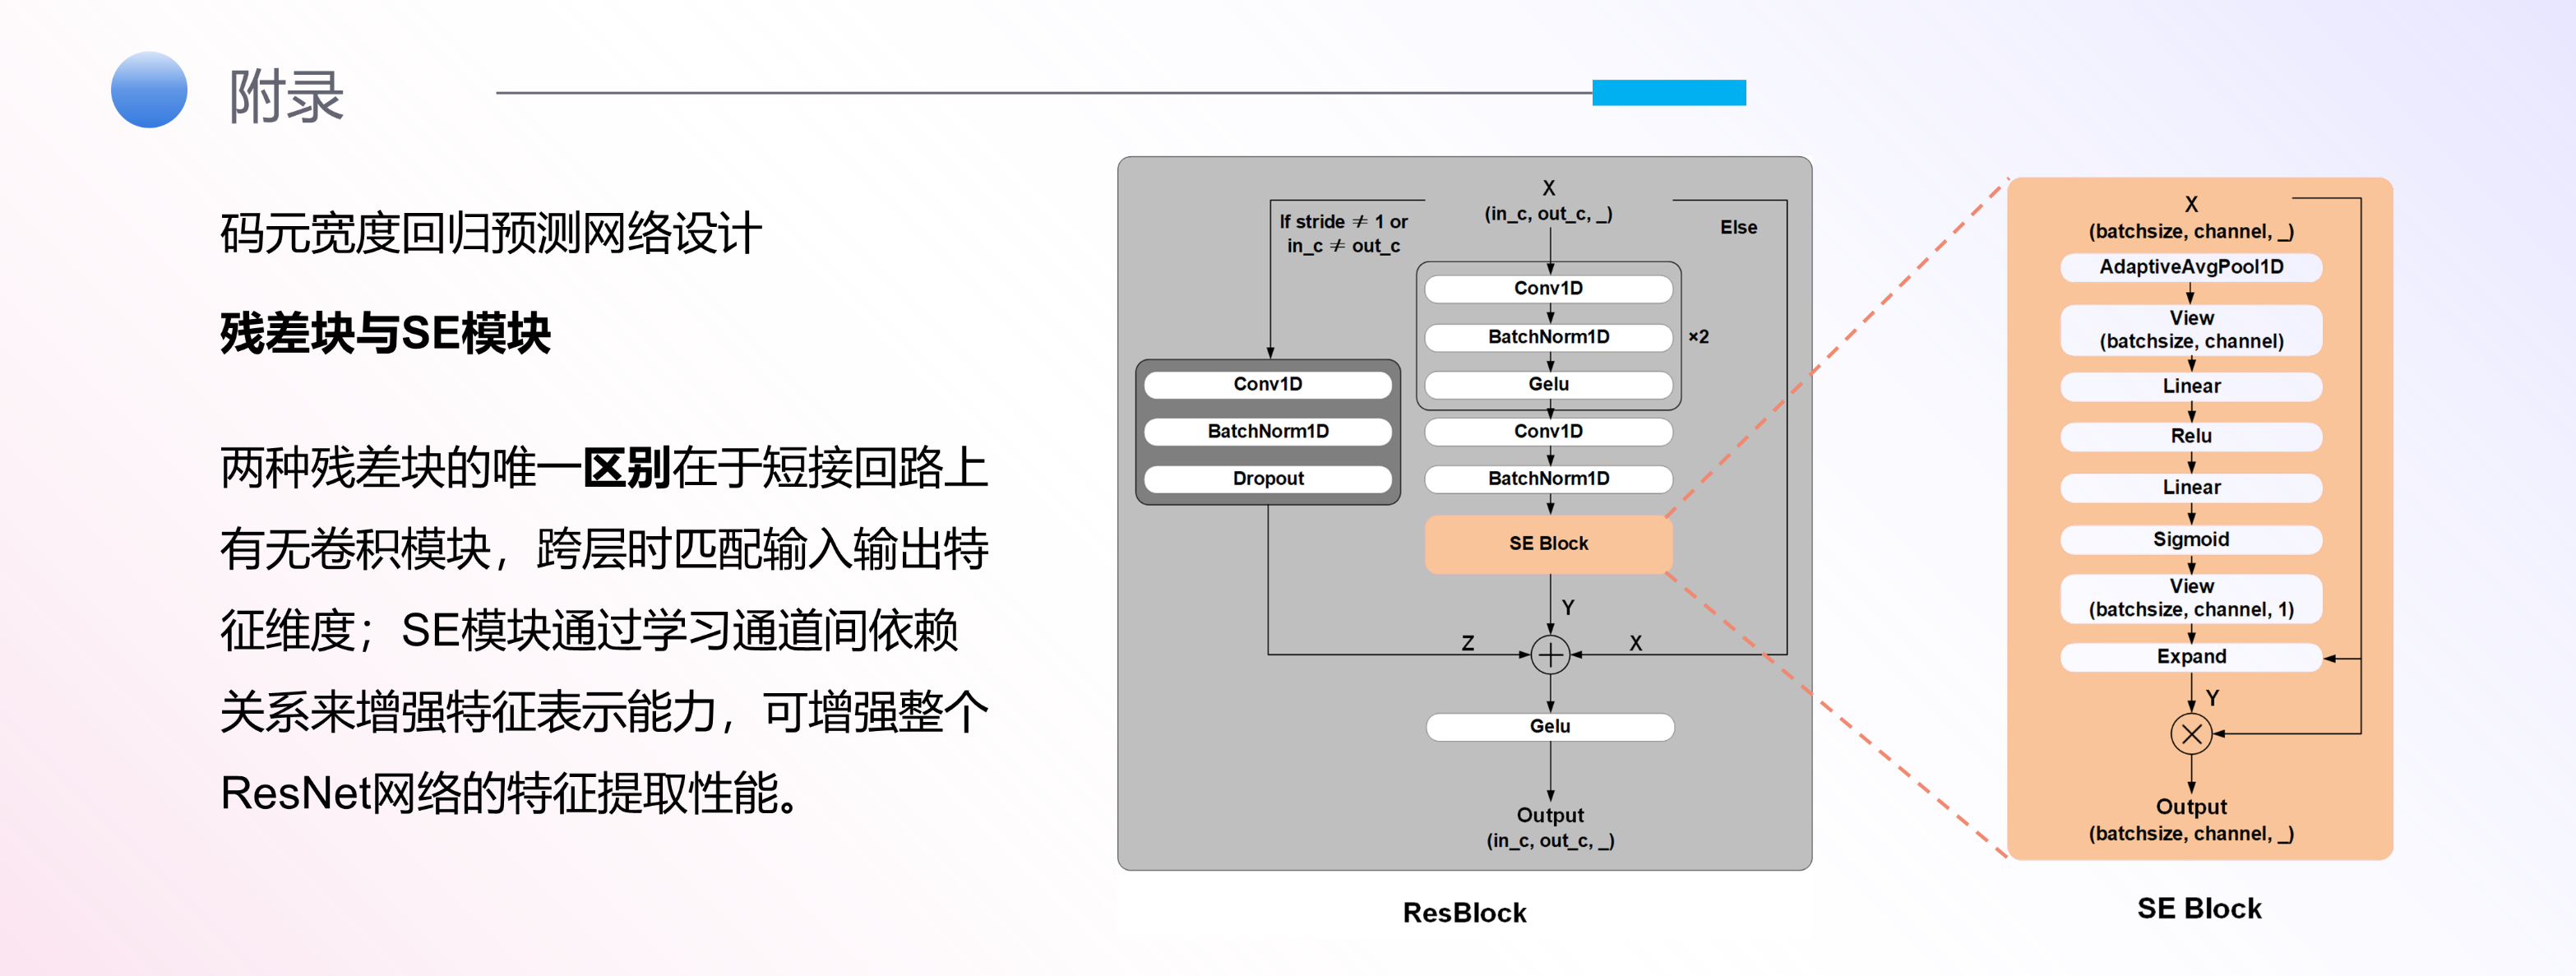 附录
码元宽度回归预测网络设计
残差块与SE模块
两种残差块的唯一区别在于短接回路上
有无卷积模块，跨层时匹配输入输出特
征维度；SE模块通过学习通道间依赖
关系来增强特征表示能力，可增强整个
ResNet网络的特征提取性能。
X
(in_c, out_c, _)
If stride ≠ 1 or
in_c ≠ out_c
Else
Conv1D
BatchNorm1D
Gelu
×2
Conv1D
BatchNorm1D
Dropout
Conv1D
BatchNorm1D
SE Block
Y
Z
X
Gelu
Output
(in_c, out_c, _)
ResBlock
X
(batchsize, channel, _)
AdaptiveAvgPool1D
View
(batchsize, channel)
Linear
Relu
Linear
Sigmoid
View
(batchsize, channel, 1)
Expand
Y
Output
(batchsize, channel, _)
SE Block